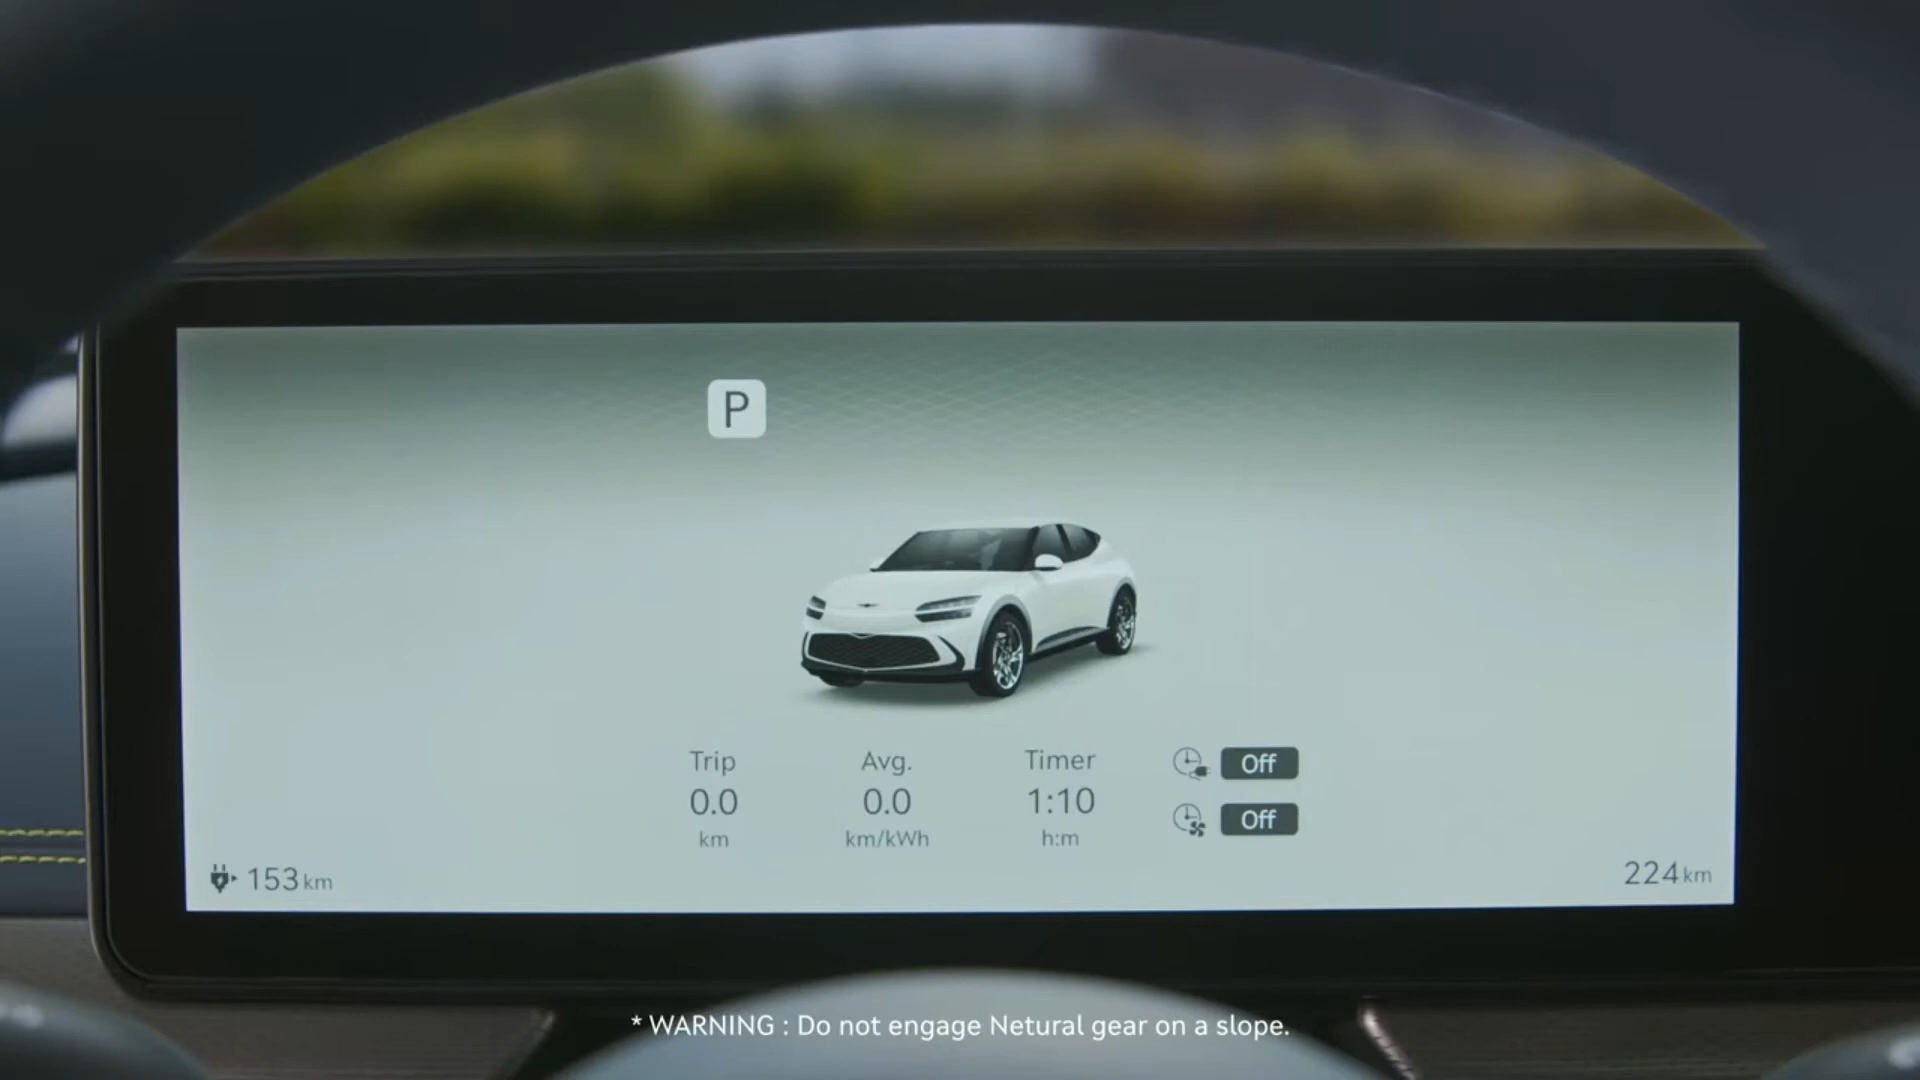 P
Trip
0.0
km
Avg.
0.0
km/kWh
Timer
1:10
h:m
Off
Off
153 km
224 km
* WARNING : Do not engage Netural gear on a slope.